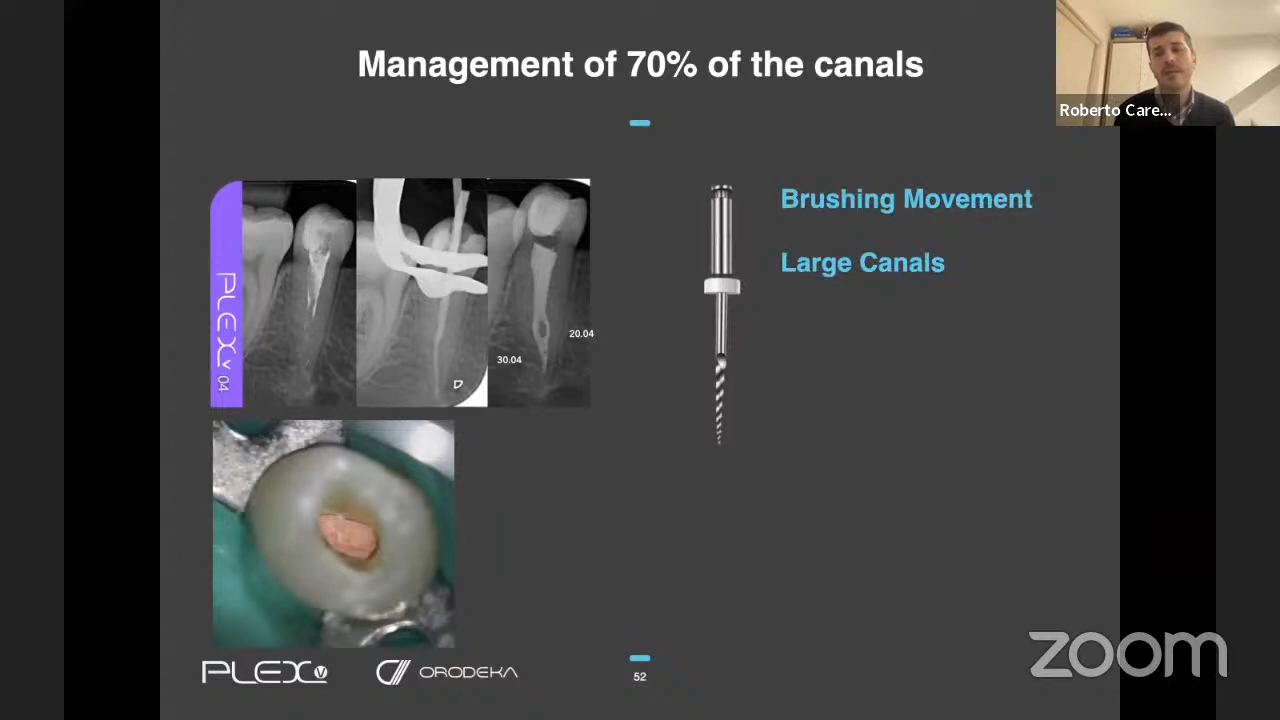 Management of 70% of the canals
Roberto Care...
PLEX V 04
30.04
20.04
D
Brushing Movement
Large Canals
PLEX V
ORODEKA
52
zoom